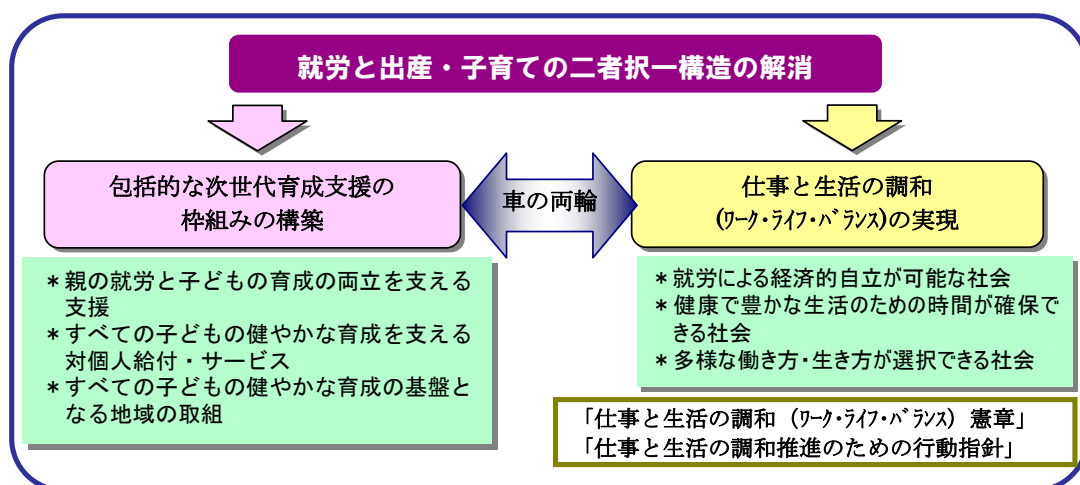 就労と出産・子育ての二者択一構造の解消
包括的な次世代育成支援の
枠組みの構築
車の両輪
仕事と生活の調和
(ﾜｰｸ・ﾗｲﾌ・ﾊﾞﾗﾝｽ)の実現
＊親の就労と子どもの育成の両立を支える
支援
＊すべての子どもの健やかな育成を支える
対個人給付・サービス
＊すべての子どもの健やかな育成の基盤と
なる地域の取組
＊就労による経済的自立が可能な社会
＊健康で豊かな生活のための時間が確保で
きる社会
＊多様な働き方・生き方が選択できる社会
「仕事と生活の調和（ﾜｰｸ・ﾗｲﾌ・ﾊﾞﾗﾝｽ）憲章」
「仕事と生活の調和推進のための行動指針」